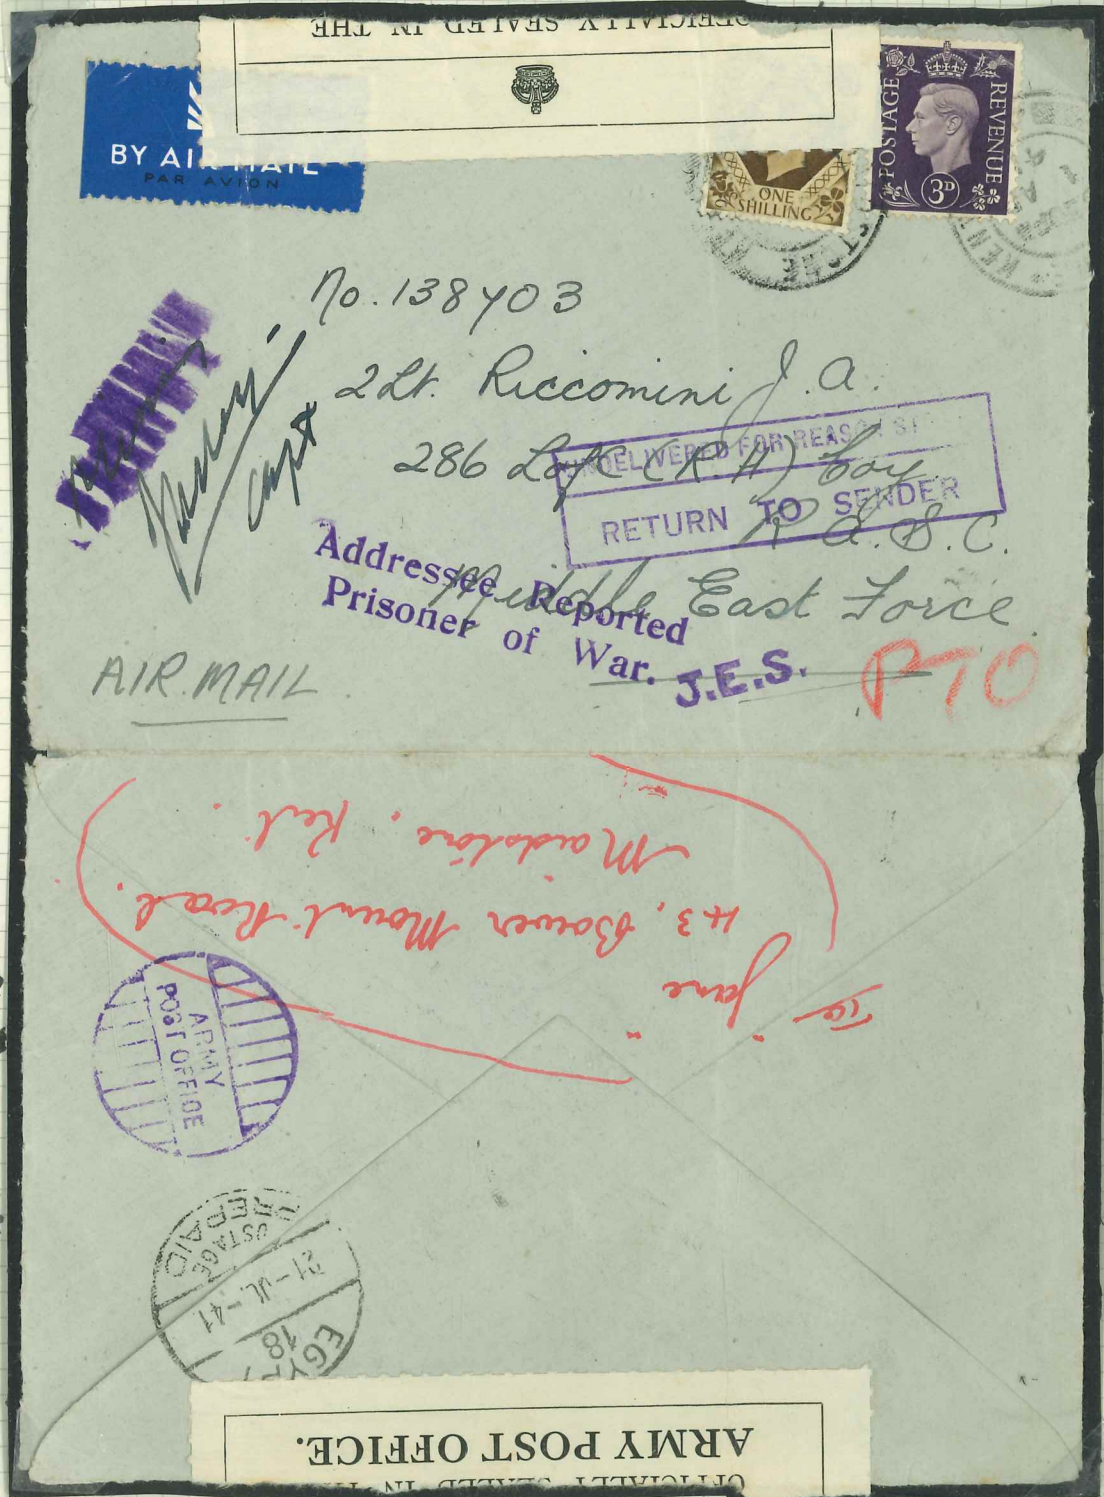 OFFICIALLY SEALED IN THE
BY AIR MAIL
PAR AVION
ONE
SHILLING
POSTAGE
REVENUE
3D
KENT
No. 138703
2Lt. Riccomini J. A.
286 (R H) Coy
R. A. S. C.
Middle East Force
UNDELIVERED FOR REASON ST
RETURN TO SENDER
Capt
Addressee Reported
Prisoner of War.
J.E.S.
AIR MAIL
PTO
To "Jane"
43, Bower Mount Road,
Maidstone, Kent.
ARMY
POST OFFICE
EGYPT
18
21-JL-41
POSTAGE
PREPAID
OFFICIALLY SEALED IN
ARMY POST OFFICE.